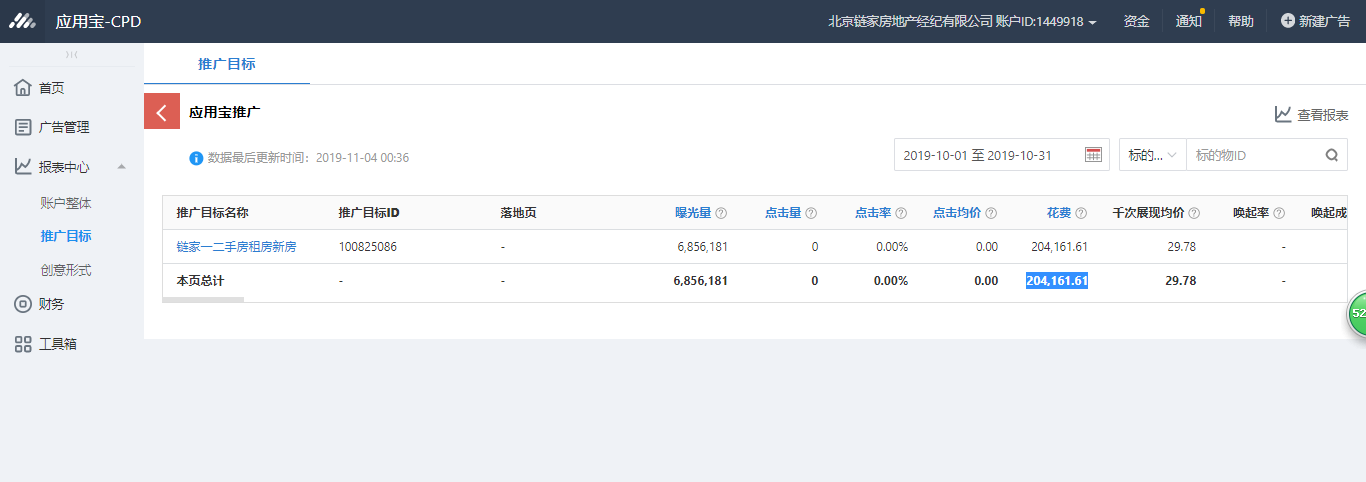 应用宝-CPD
北京链家房地产经纪有限公司 账户ID:1449918 资金 通知 帮助 新建广告
首页
广告管理
报表中心
账户整体
推广目标
创意形式
财务
工具箱
推广目标
应用宝推广
查看报表
数据最后更新时间：2019-11-04 00:36
2019-10-01 至 2019-10-31 标的... 标的物ID
推广目标名称 推广目标ID 落地页 曝光量 点击量 点击率 点击均价 花费 千次展现均价 唤起率 唤起成
链家一二手房租房新房 100825086 - 6,856,181 0 0.00% 0.00 204,161.61 29.78 -
本页总计 - - 6,856,181 0 0.00% 0.00 204,161.61 29.78 -
52